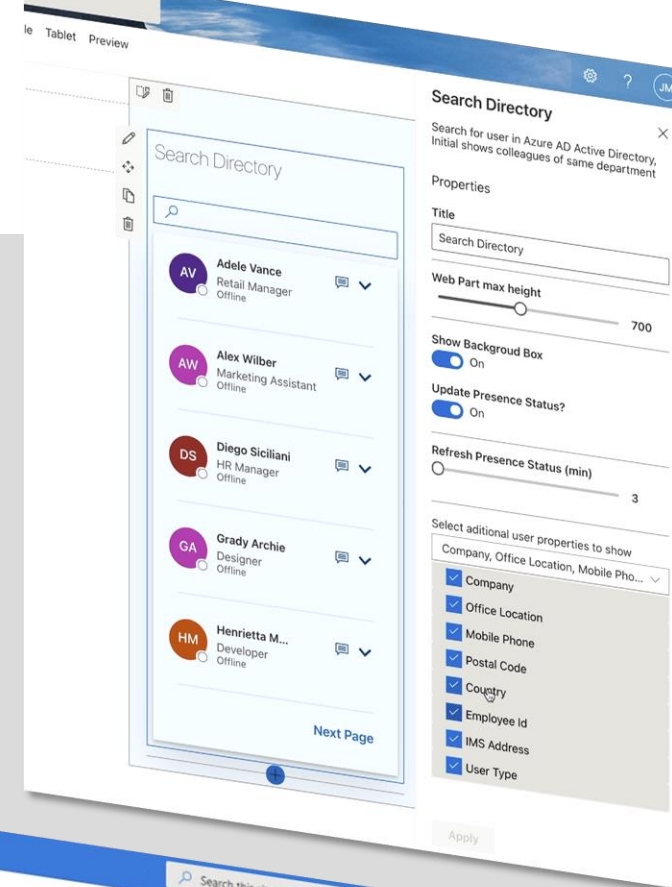 Tablet Preview
? JM
Search Directory
AV
Adele Vance
Retail Manager
Offline
AW
Alex Wilber
Marketing Assistant
Offline
DS
Diego Siciliani
HR Manager
Offline
GA
Grady Archie
Designer
Offline
HM
Henrietta M...
Developer
Offline
Next Page
Search Directory
Search for user in Azure AD Active Directory,
Initial shows colleagues of same department
Properties
Title
Search Directory
Web Part max height
700
Show Backgroud Box
On
Update Presence Status?
On
Refresh Presence Status (min)
3
Select aditional user properties to show
Company, Office Location, Mobile Pho...
Company
Office Location
Mobile Phone
Postal Code
Country
Employee Id
IMS Address
User Type
Apply
Search this